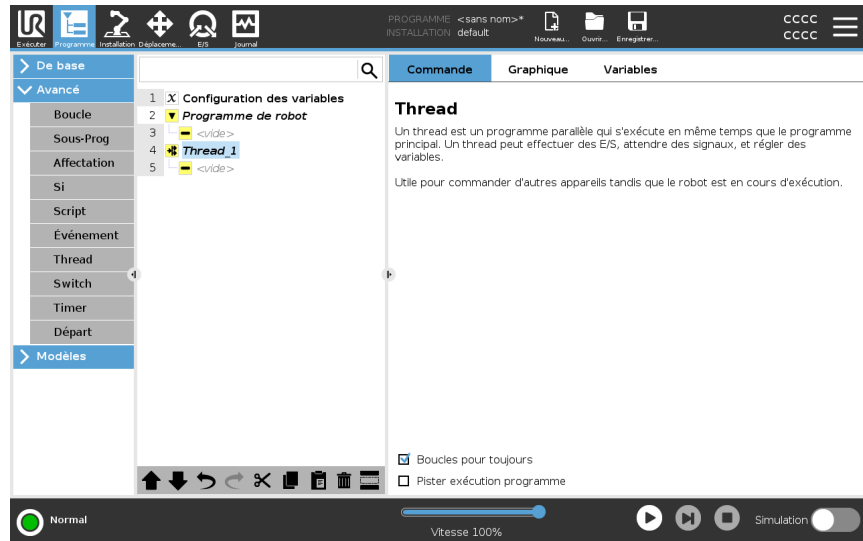 PROGRAMME <sans nom>*
INSTALLATION default
UR
Exécuter
Programme
Installation
Déplaceme...
E/S
Journal
Nouveau...
Ouvrir...
Enregistrer...
CCCC
CCCC
De base
Avancé
Boucle
Sous-Prog
Affectation
Si
Script
Événement
Thread
Switch
Timer
Départ
Modèles
1 X Configuration des variables
2 Programme de robot
3 <vide>
4 Thread_1
5 <vide>
Commande Graphique Variables
Thread
Un thread est un programme parallèle qui s'exécute en même temps que le programme
principal. Un thread peut effectuer des E/S, attendre des signaux, et régler des
variables.
Utile pour commander d'autres appareils tandis que le robot est en cours d'exécution.
Boucles pour toujours
Pister exécution programme
Normal
Vitesse 100%
Simulation